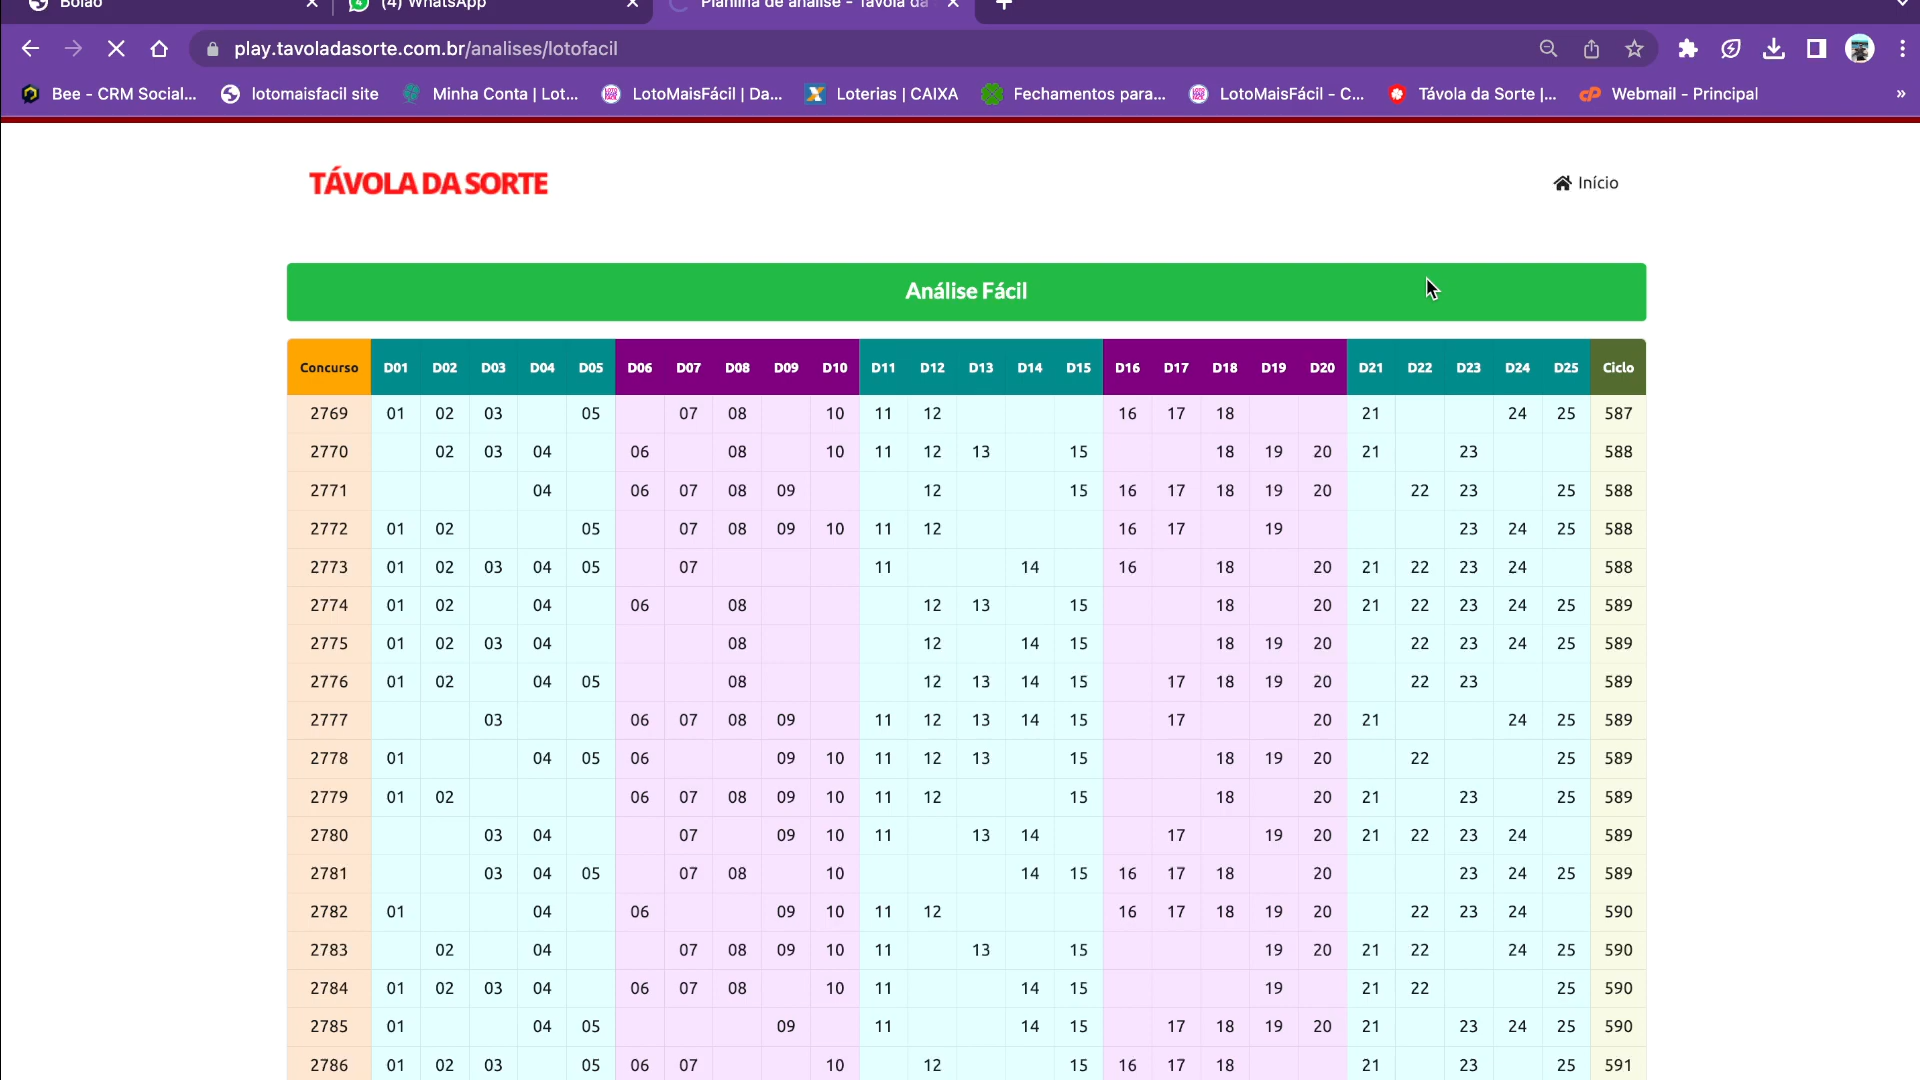 Bolão (4) WhatsApp Planilha de análise - Távola da
play.tavoladasorte.com.br/analises/lotofacil
Bee - CRM Social... lotomaisfacil site Minha Conta | Lot... LotoMaisFácil | Da... Loterias | CAIXA Fechamentos para... LotoMaisFácil - C... Távola da Sorte |... Webmail - Principal »
TÁVOLA DA SORTE Início
Análise Fácil
Concurso D01 D02 D03 D04 D05 D06 D07 D08 D09 D10 D11 D12 D13 D14 D15 D16 D17 D18 D19 D20 D21 D22 D23 D24 D25 Ciclo
2769 01 02 03 05 07 08 10 11 12 16 17 18 21 24 25 587
2770 02 03 04 06 08 10 11 12 13 15 18 19 20 21 23 588
2771 04 06 07 08 09 12 15 16 17 18 19 20 22 23 25 588
2772 01 02 05 07 08 09 10 11 12 16 17 19 23 24 25 588
2773 01 02 03 04 05 07 11 14 16 18 20 21 22 23 24 588
2774 01 02 04 06 08 12 13 15 18 20 21 22 23 24 25 589
2775 01 02 03 04 08 12 14 15 18 19 20 22 23 24 25 589
2776 01 02 04 05 08 12 13 14 15 17 18 19 20 22 23 589
2777 03 06 07 08 09 11 12 13 14 15 17 20 21 24 25 589
2778 01 04 05 06 09 10 11 12 13 15 18 19 20 22 25 589
2779 01 02 06 07 08 09 10 11 12 15 18 20 21 23 25 589
2780 03 04 07 09 10 11 13 14 17 19 20 21 22 23 24 589
2781 03 04 05 07 08 10 14 15 16 17 18 20 23 24 25 589
2782 01 04 06 09 10 11 12 16 17 18 19 20 22 23 24 590
2783 02 04 07 08 09 10 11 13 15 19 20 21 22 24 25 590
2784 01 02 03 04 06 07 08 10 11 14 15 19 21 22 25 590
2785 01 04 05 09 11 14 15 17 18 19 20 21 23 24 25 590
2786 01 02 03 05 06 07 10 12 15 16 17 18 21 23 25 591